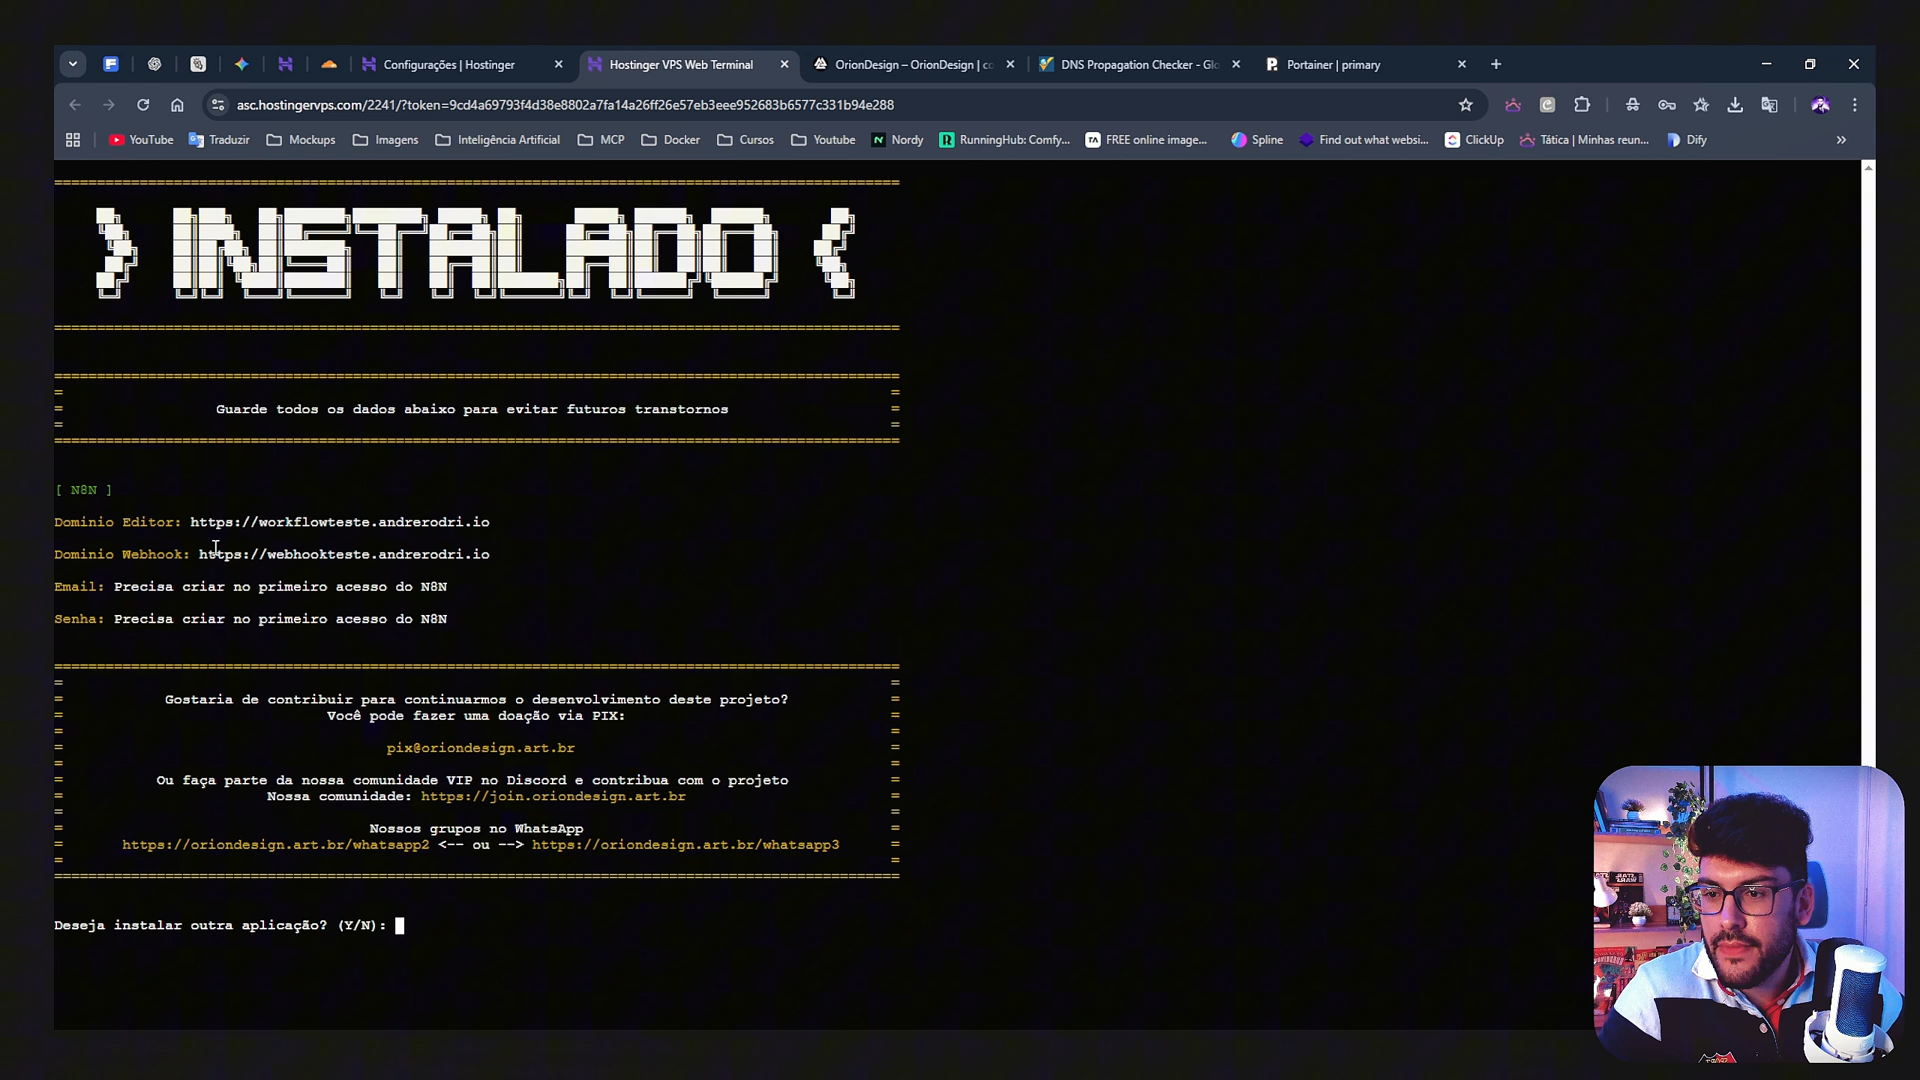 Configurações | Hostinger
Hostinger VPS Web Terminal
OrionDesign – OrionDesign | co
DNS Propagation Checker - Glo
Portainer | primary
asc.hostingervps.com/2241/?token=9cd4a69793f4d38e8802a7fa14a26ff26e57eb3eee952683b6577c331b94e288
YouTube
Traduzir
Mockups
Imagens
Inteligência Artificial
MCP
Docker
Cursos
Youtube
Nordy
RunningHub: Comfy...
FREE online image...
Spline
Find out what websi...
ClickUp
Tática | Minhas reun...
Dify
INSTALADO
Guarde todos os dados abaixo para evitar futuros transtornos
[ N8N ]
Dominio Editor: https://workflowteste.andrerodri.io
Dominio Webhook: https://webhookteste.andrerodri.io
Email: Precisa criar no primeiro acesso do N8N
Senha: Precisa criar no primeiro acesso do N8N
Gostaria de contribuir para continuarmos o desenvolvimento deste projeto?
Você pode fazer uma doação via PIX:
pix@oriondesign.art.br
Ou faça parte da nossa comunidade VIP no Discord e contribua com o projeto
Nossa comunidade: https://join.oriondesign.art.br
Nossos grupos no WhatsApp
https://oriondesign.art.br/whatsapp2 <-- ou --> https://oriondesign.art.br/whatsapp3
Deseja instalar outra aplicação? (Y/N):